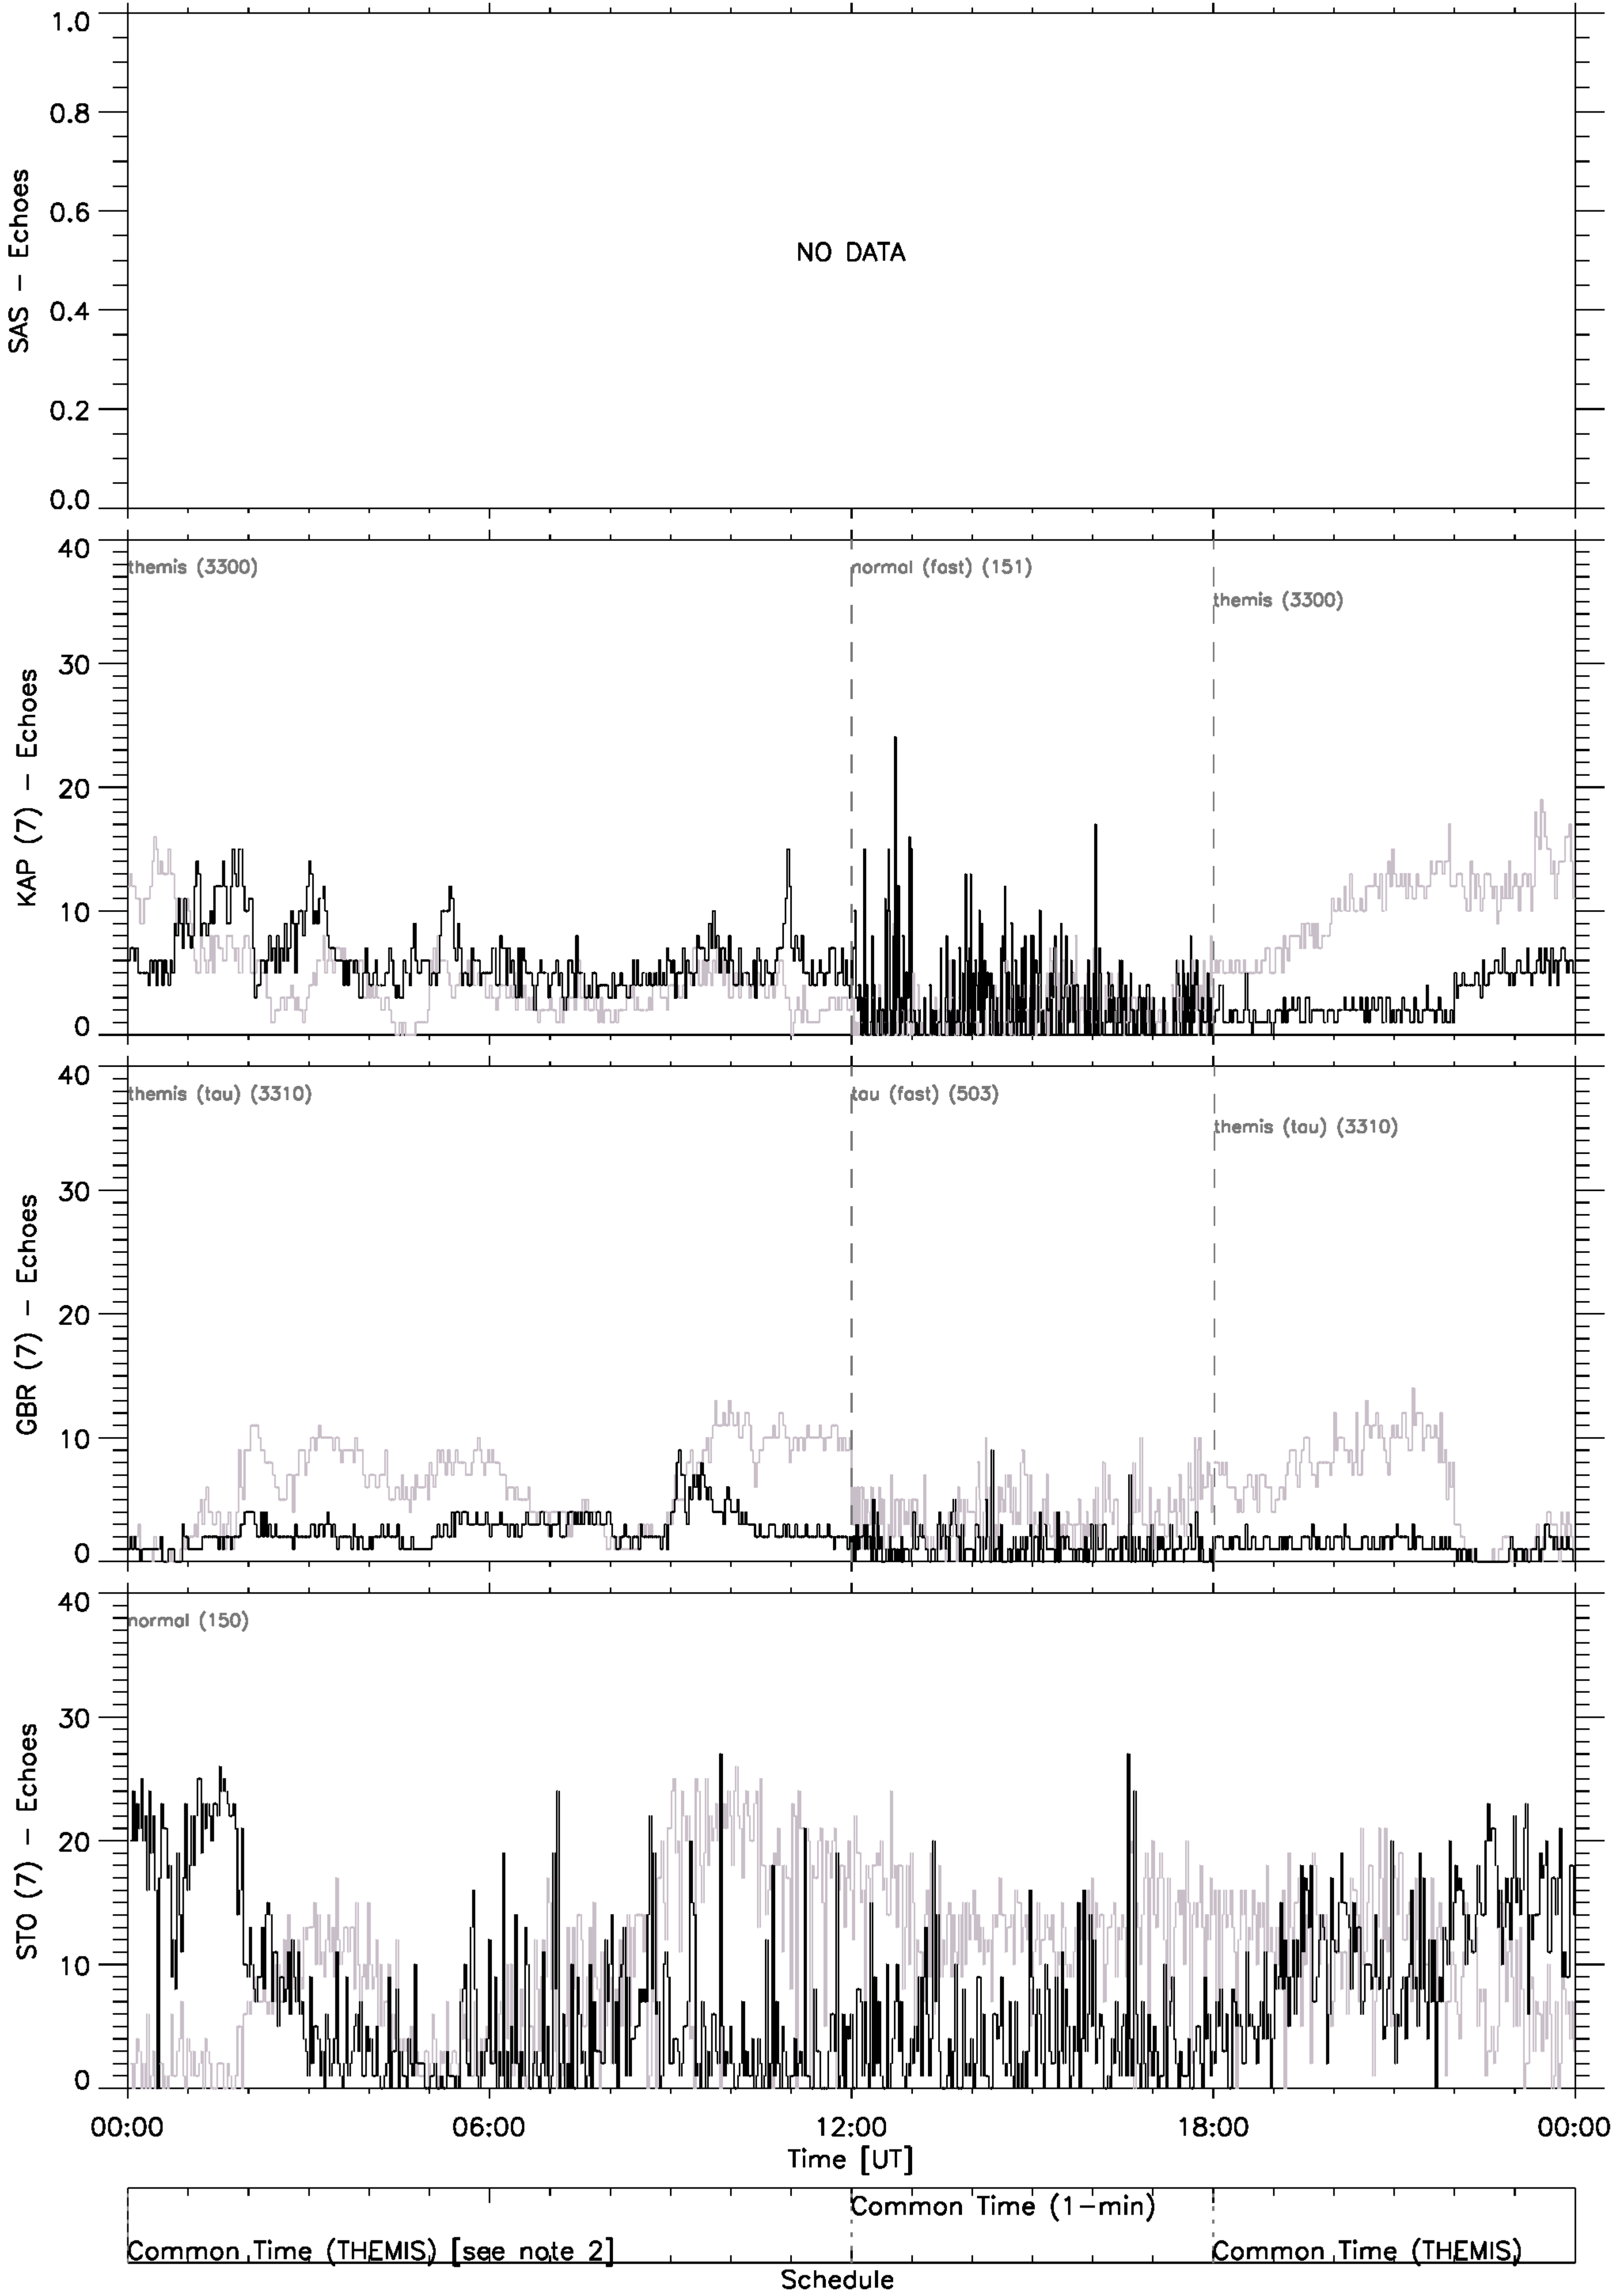 1.0
0.8
0.6
0.4
0.2
0.0
SAS - Echoes
NO DATA
40
30
20
10
0
KAP (7) - Echoes
themis (3300)
normal (fast) (151)
themis (3300)
40
30
20
10
0
GBR (7) - Echoes
themis (tau) (3310)
tau (fast) (503)
themis (tau) (3310)
40
30
20
10
0
STO (7) - Echoes
normal (150)
00:00 06:00 12:00 18:00 00:00
Time [UT]
Common Time (1-min)
Common Time (THEMIS) [see note 2] Common Time (THEMIS)
Schedule